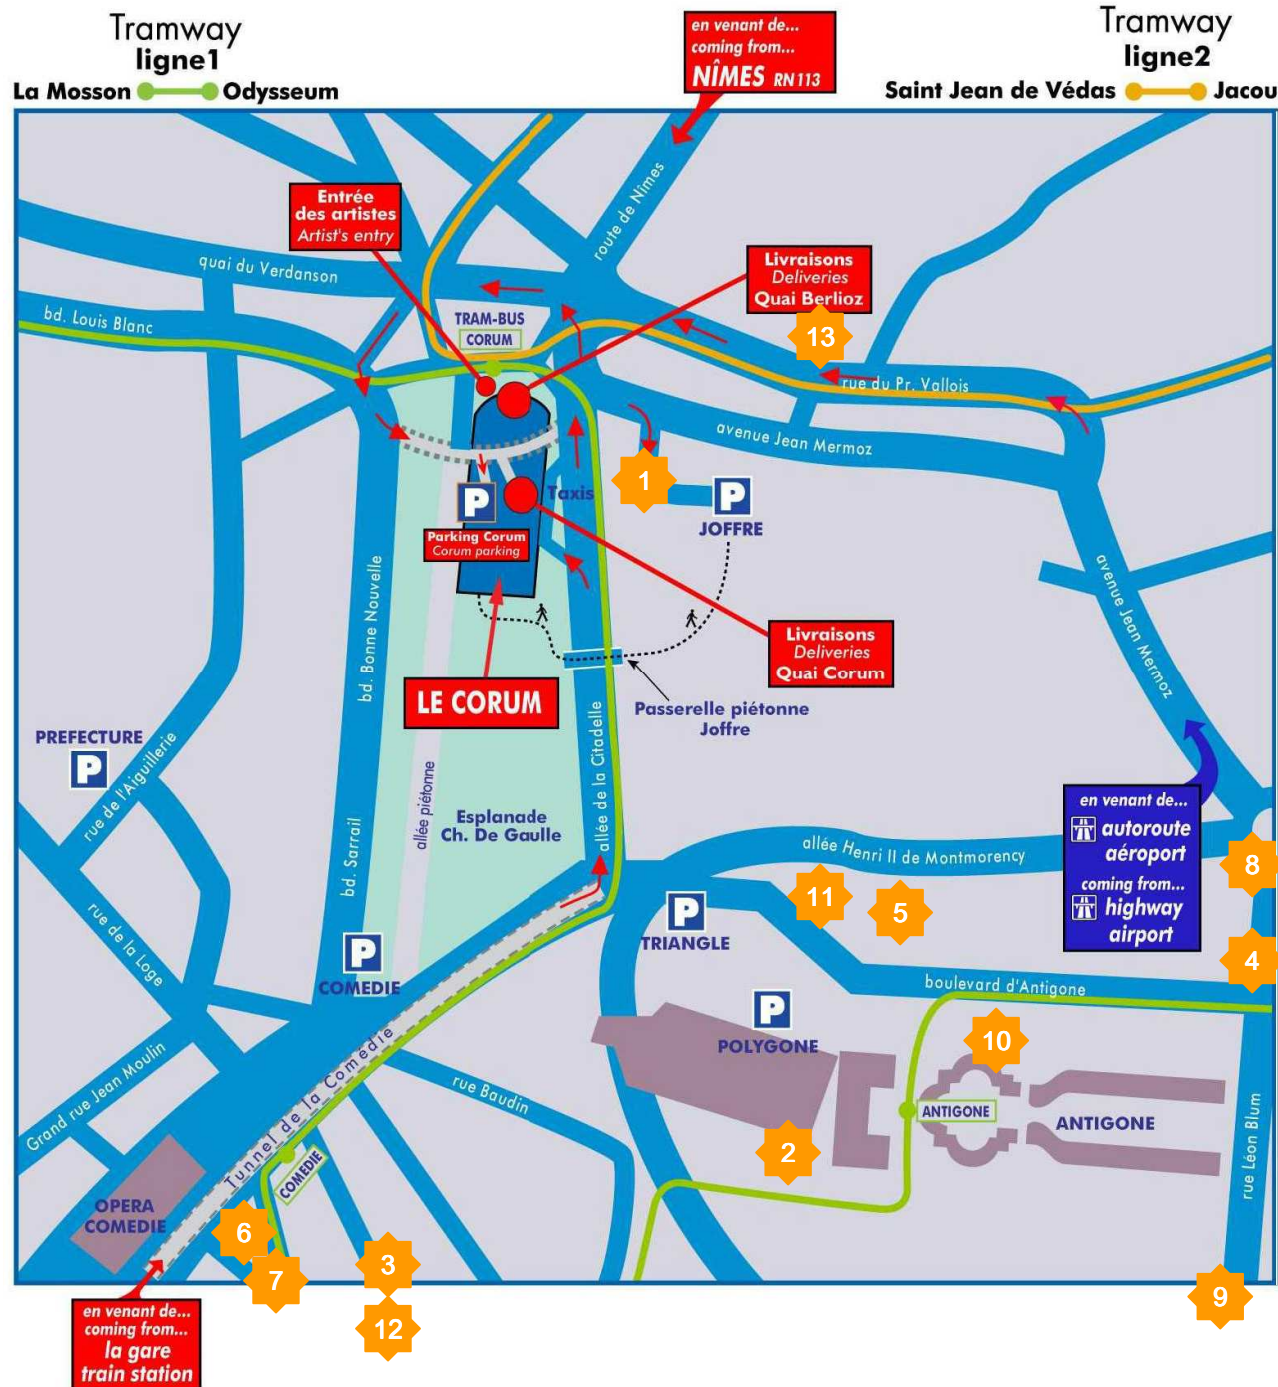 Tramway
ligne1
La Mosson Odysseum
en venant de...
coming from...
NÎMES RN 113
Tramway
ligne2
Saint Jean de Védas Jacou
Entrée
des artistes
Artist's entry
quai du Verdanson
route de Nîmes
Livraisons
Deliveries
Quai Berlioz
13
bd. Louis Blanc
TRAM-BUS
CORUM
rue du Pr. Vallois
avenue Jean Mermoz
1
P
JOFFRE
Taxis
P
Parking Corum
Corum parking
bd. Bonne Nouvelle
avenue Jean Mermoz
Livraisons
Deliveries
Quai Corum
LE CORUM
Passerelle piétonne
Joffre
PREFECTURE
P
rue de l'Aiguillerie
allée piétonne
allée de la Citadelle
Esplanade
Ch. De Gaulle
bd. Sarrail
en venant de...
autoroute
aéroport
coming from...
highway
airport
allée Henri II de Montmorency
8
11
5
P
TRIANGLE
rue de la Loge
P
COMEDIE
4
boulevard d'Antigone
P
POLYGONE
10
Grand rue Jean Moulin
Tunnel de la Comédie
rue Baudin
ANTIGONE
ANTIGONE
rue Léon Blum
2
COMEDIE
OPERA
COMEDIE
6
7
3
9
12
en venant de...
coming from...
la gare
train station